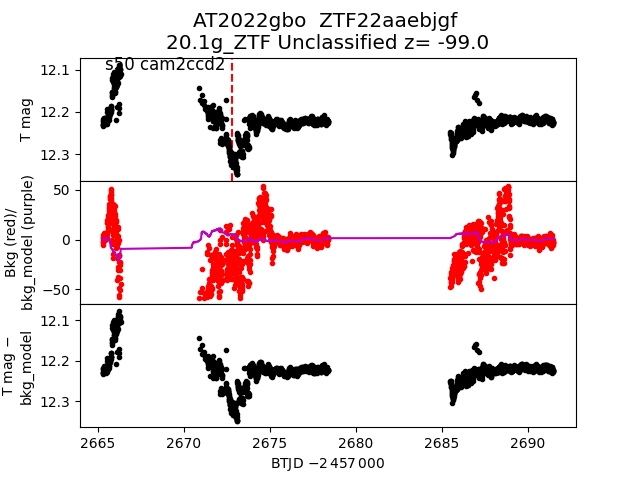 AT2022gbo  ZTF22aaebjgf
20.1g_ZTF Unclassified z= -99.0
s50 cam2ccd2
12.1
12.2
12.3
T mag
50
0
−50
Bkg (red)/
bkg_model (purple)
12.1
12.2
12.3
T mag −
bkg_model
2665 2670 2675 2680 2685 2690
BTJD −2 457 000